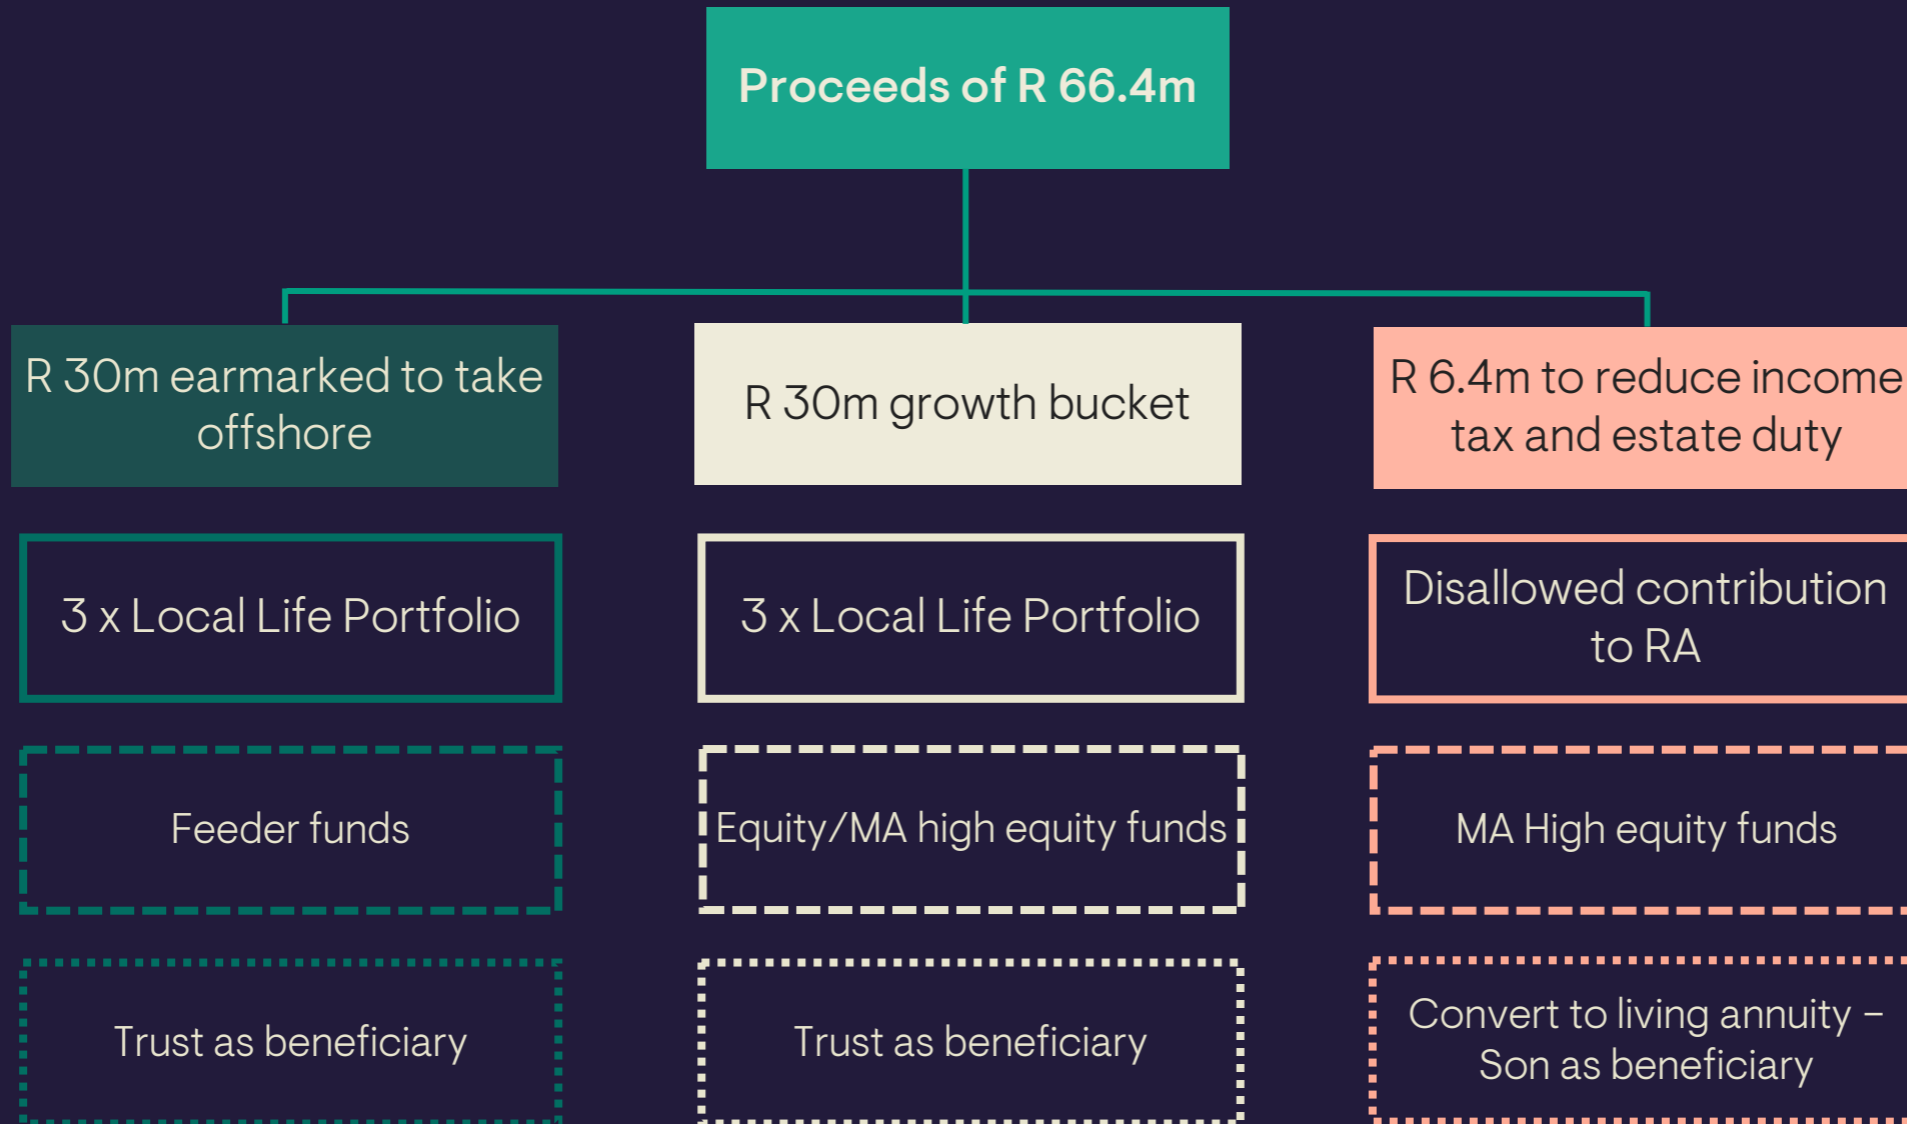 Proceeds of R 66.4m
R 30m earmarked to take
offshore
R 30m growth bucket
R 6.4m to reduce income
tax and estate duty
3 x Local Life Portfolio
3 x Local Life Portfolio
Disallowed contribution
to RA
Feeder funds
Equity/MA high equity funds
MA High equity funds
Trust as beneficiary
Trust as beneficiary
Convert to living annuity –
Son as beneficiary